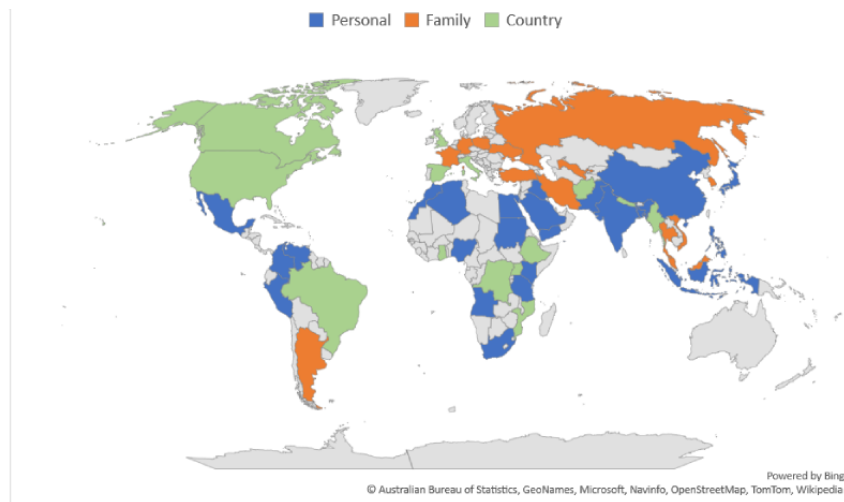 Personal Family Country
Powered by Bing
© Australian Bureau of Statistics, GeoNames, Microsoft, Navinfo, OpenStreetMap, TomTom, Wikipedia